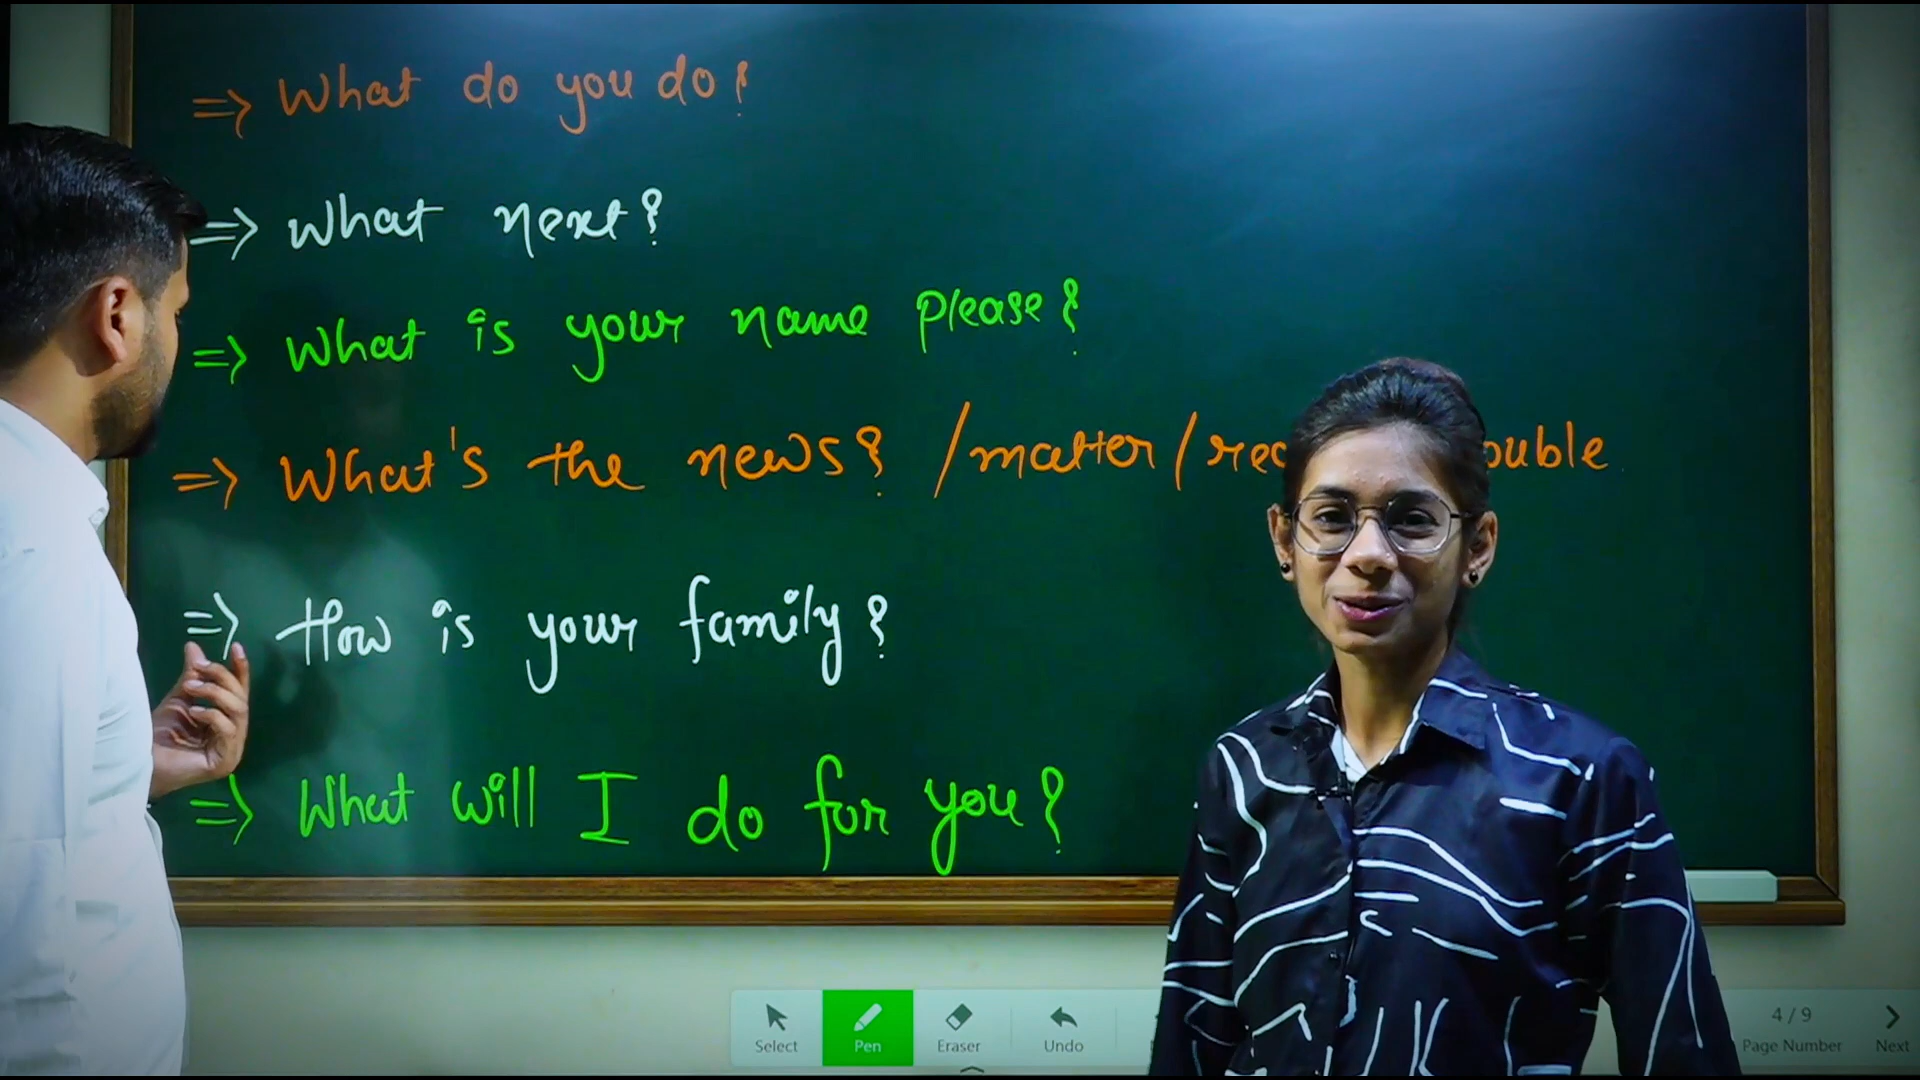 => What do you do?
=> What next?
=> What is your name please?
=> What's the news? /matter/
=> How is your family?
=> What will I do for you?
Select
Pen
Eraser
Undo
4 / 9
Page Number
Next